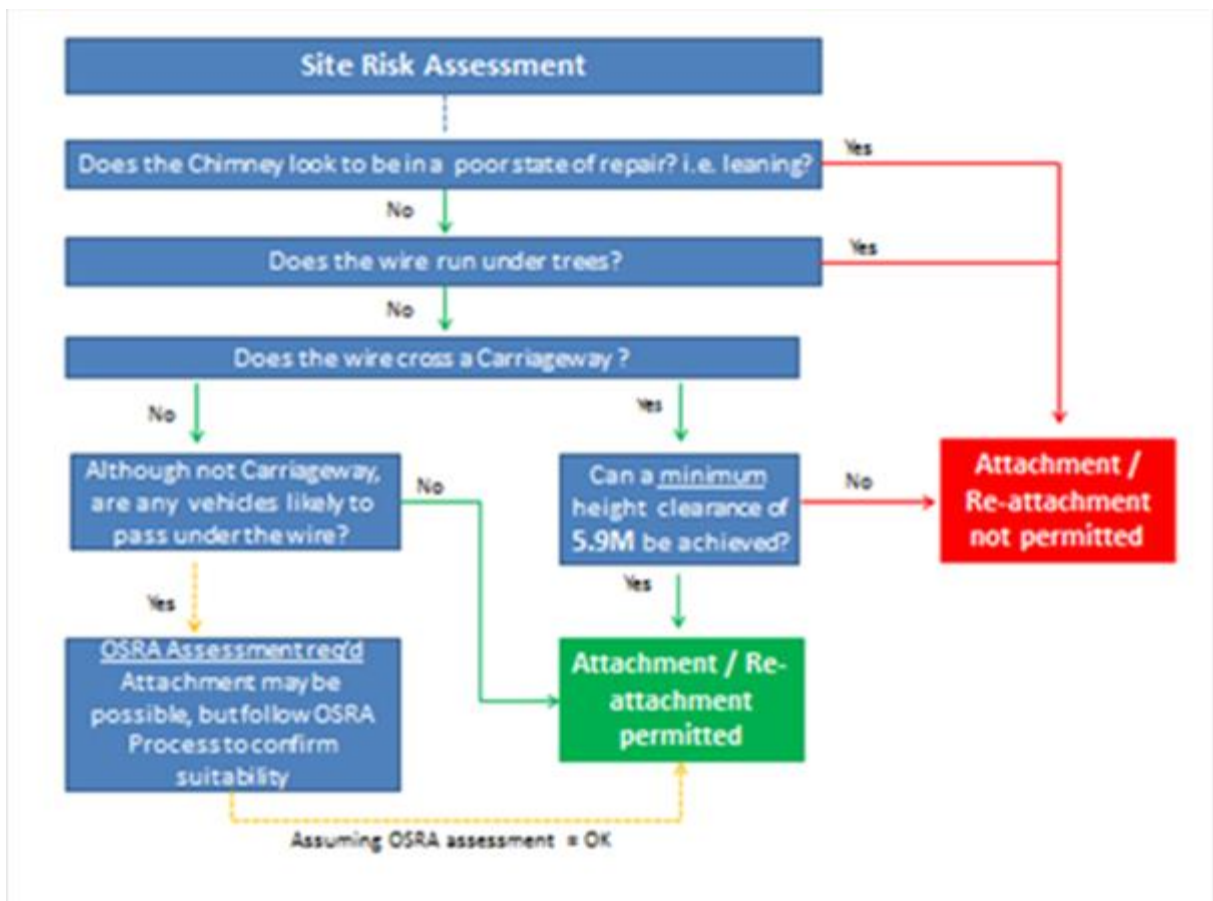 Site Risk Assessment
Does the Chimney look to be in a poor state of repair? i.e. leaning?
Yes
No
Does the wire run under trees?
Yes
No
Does the wire cross a Carriageway ?
No
Yes
Although not Carriageway,
are any vehicles likely to
pass under the wire?
No
Can a minimum
height clearance of
5.9M be achieved?
No
Attachment /
Re-attachment
not permitted
Yes
Yes
OSRA Assessment req'd
Attachment may be
possible, but follow OSRA
Process to confirm
suitability
Attachment / Re-
attachment
permitted
Assuming OSRA assessment = OK